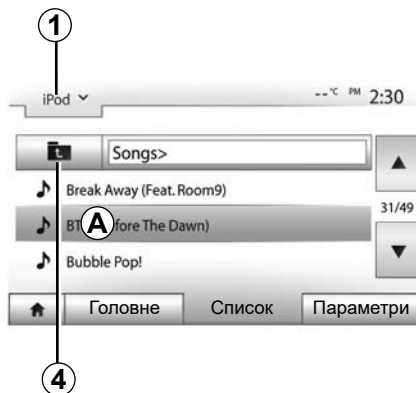 1
iPod
--°C PM 2:30
Songs>
Break Away (Feat. Room9)
31/49
A
fore The Dawn)
Bubble Pop!
Головне Список Параметри
4